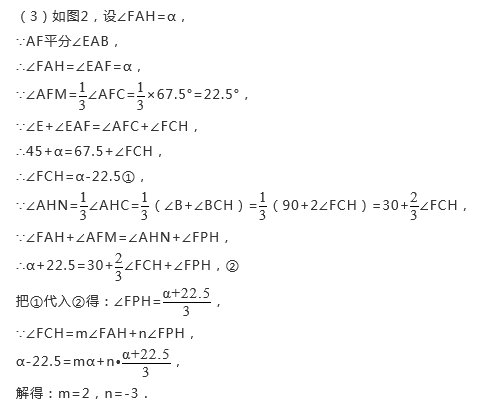 （3）如图2，设∠FAH=α，
∵AF平分∠EAB，
∴∠FAH=∠EAF=α，
∵∠AFM=1/3∠AFC=1/3×67.5°=22.5°，
∵∠E+∠EAF=∠AFC+∠FCH，
∴45+α=67.5+∠FCH，
∴∠FCH=α-22.5①，
∵∠AHN=1/3∠AHC=1/3（∠B+∠BCH）=1/3（90+2∠FCH）=30+2/3∠FCH，
∵∠FAH+∠AFM=∠AHN+∠FPH，
∴α+22.5=30+2/3∠FCH+∠FPH，②
把①代入②得：∠FPH=α+22.5/3，
∵∠FCH=m∠FAH+n∠FPH，
α-22.5=mα+n•α+22.5/3，
解得：m=2，n=-3．